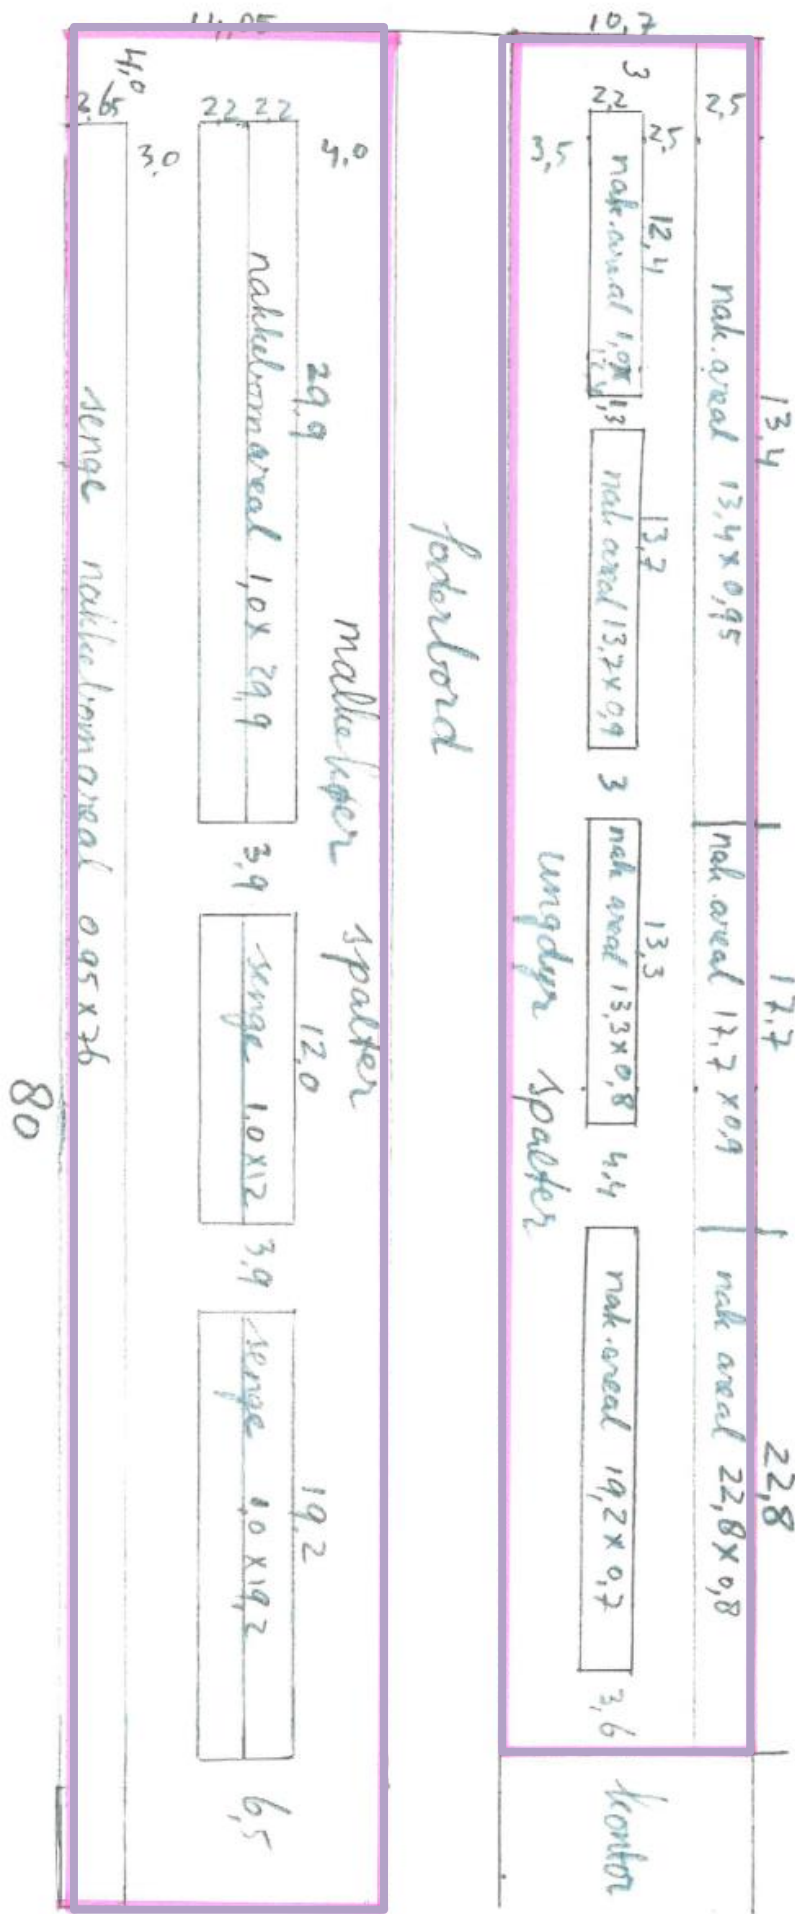 14,05
10,7
4,0
2,65
2,2 2,2
3,0
4,0
3
2,2
2,5
2,5
3,5
12,4
nak. areal 1,0x
1,3
13,4
nak. areal 13,4 x 0,95
29,9
nakkebomareal 1,0 x 29,9
13,7
nak areal 13,7 x 0,9
3
foderbord
malkekøer spalter
senge nakkebomareal 0,95 x 76
80
3,9
12,0
senge 1,0 x 12
3,9
13,3
nak areal 13,3 x 0,8
4,4
ungdyr spalter
17,7
nak. areal 17,7 x 0,9
19,2
senge 1,0 x 19,2
6,5
nak. areal 19,2 x 0,7
3,6
22,8
nak areal 22,8 x 0,8
kontor